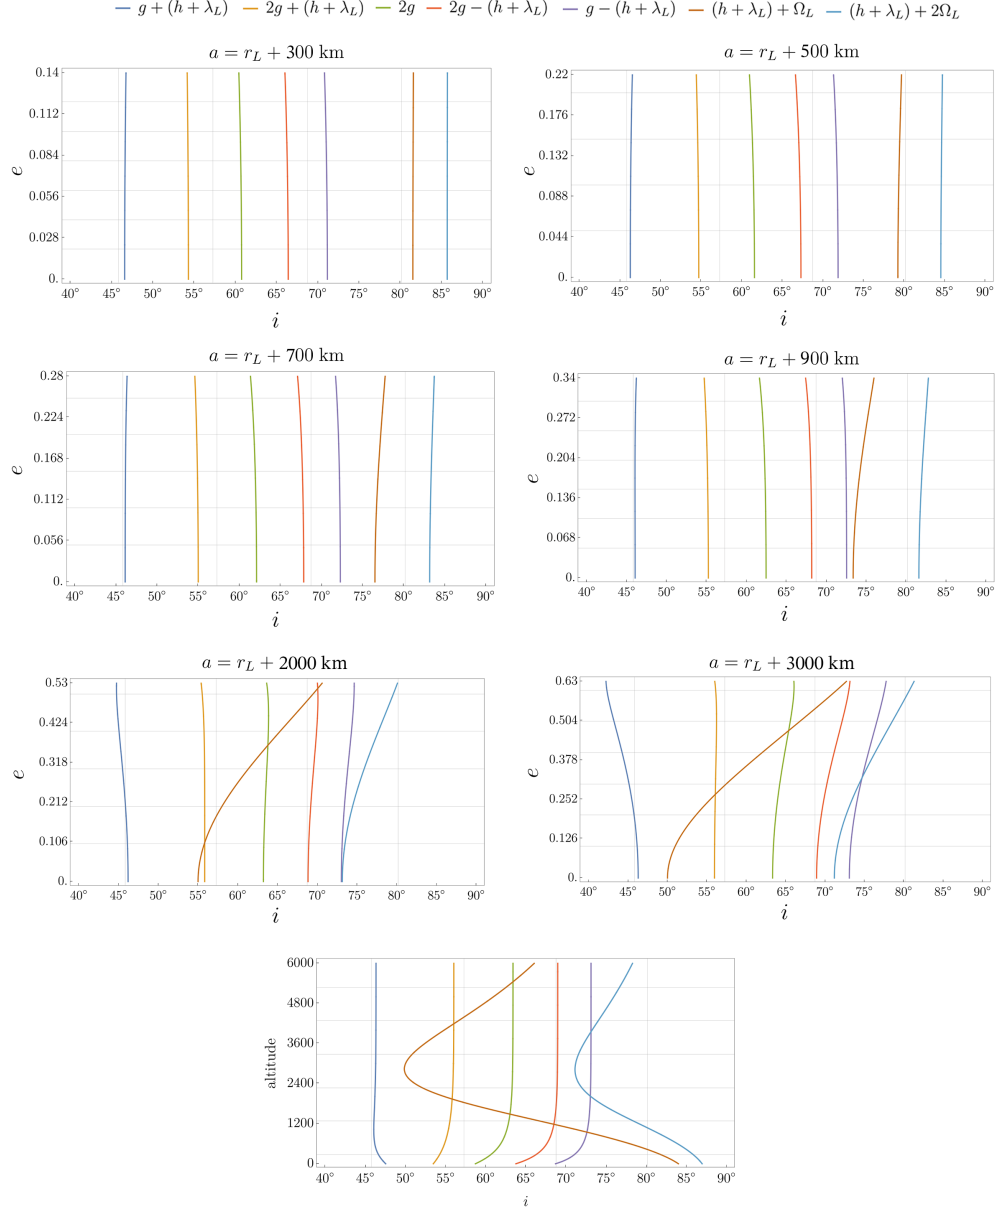 g + (h + λ_L) 2g + (h + λ_L) 2g 2g − (h + λ_L) g − (h + λ_L) (h + λ_L) + Ω_L (h + λ_L) + 2Ω_L
a = r_L + 300 km
0.14
0.112
0.084
0.056
0.028
0.
e
40° 45° 50° 55° 60° 65° 70° 75° 80° 85° 90°
i
a = r_L + 500 km
0.22
0.176
0.132
0.088
0.044
0.
e
40° 45° 50° 55° 60° 65° 70° 75° 80° 85° 90°
i
a = r_L + 700 km
0.28
0.224
0.168
0.112
0.056
0.
e
40° 45° 50° 55° 60° 65° 70° 75° 80° 85° 90°
i
a = r_L + 900 km
0.34
0.272
0.204
0.136
0.068
0.
e
40° 45° 50° 55° 60° 65° 70° 75° 80° 85° 90°
i
a = r_L + 2000 km
0.53
0.424
0.318
0.212
0.106
0.
e
40° 45° 50° 55° 60° 65° 70° 75° 80° 85° 90°
i
a = r_L + 3000 km
0.63
0.504
0.378
0.252
0.126
0.
e
40° 45° 50° 55° 60° 65° 70° 75° 80° 85° 90°
i
6000
4800
3600
2400
1200
0
altitude
40° 45° 50° 55° 60° 65° 70° 75° 80° 85° 90°
i